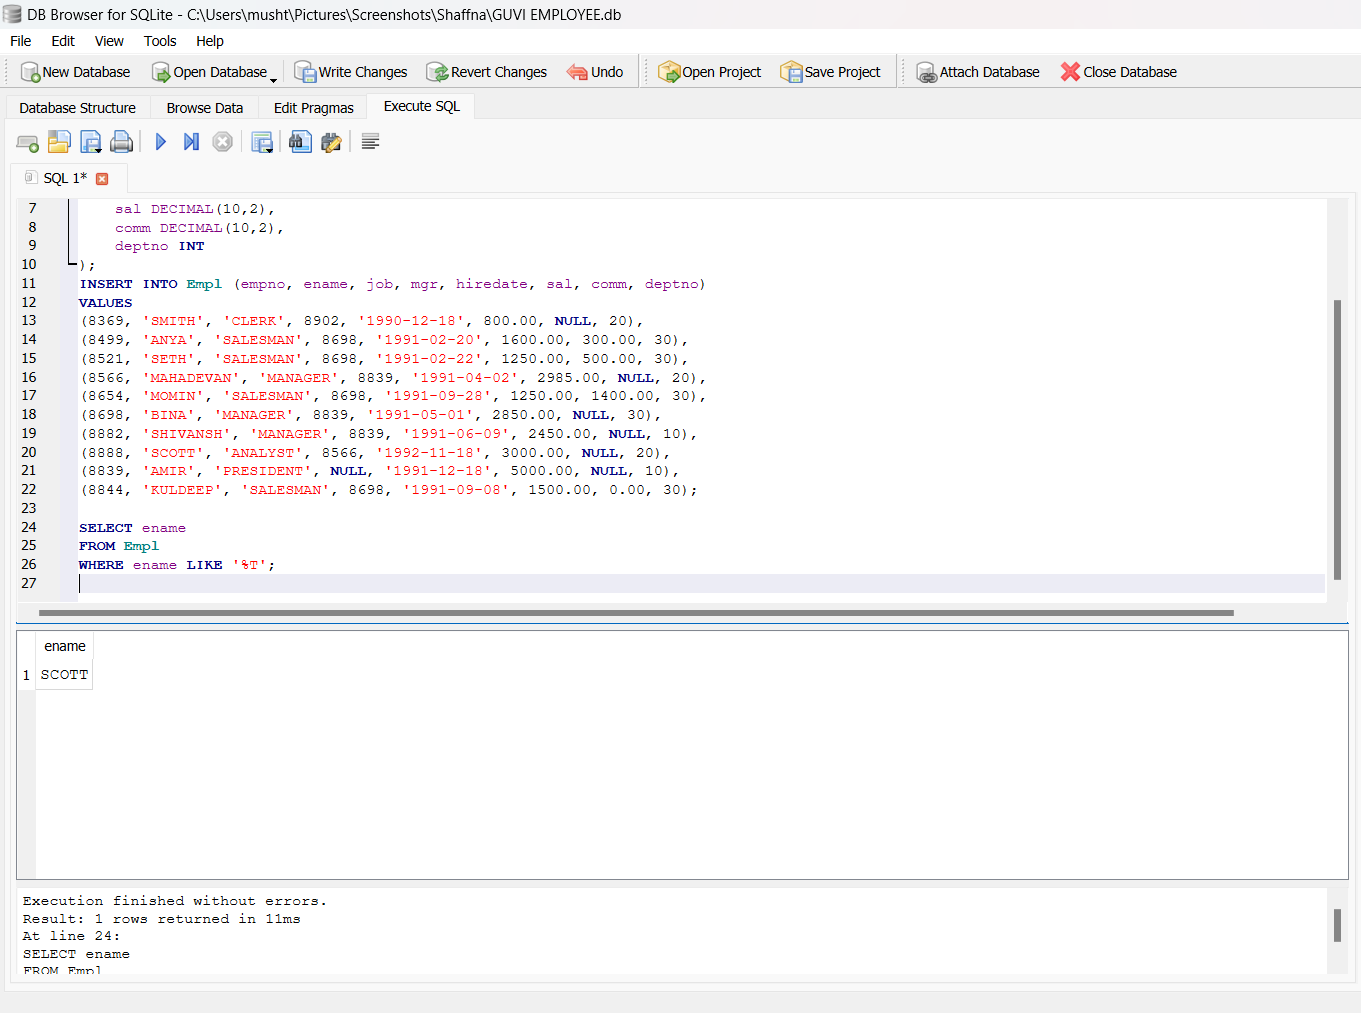 DB Browser for SQLite - C:\Users\musht\Pictures\Screenshots\Shaffna\GUVI EMPLOYEE.db
File Edit View Tools Help
New Database Open Database Write Changes Revert Changes Undo Open Project Save Project Attach Database Close Database
Database Structure Browse Data Edit Pragmas Execute SQL
SQL 1*
7 sal DECIMAL(10,2),
8 comm DECIMAL(10,2),
9 deptno INT
10 );
11 INSERT INTO Empl (empno, ename, job, mgr, hiredate, sal, comm, deptno)
12 VALUES
13 (8369, 'SMITH', 'CLERK', 8902, '1990-12-18', 800.00, NULL, 20),
14 (8499, 'ANYA', 'SALESMAN', 8698, '1991-02-20', 1600.00, 300.00, 30),
15 (8521, 'SETH', 'SALESMAN', 8698, '1991-02-22', 1250.00, 500.00, 30),
16 (8566, 'MAHADEVAN', 'MANAGER', 8839, '1991-04-02', 2985.00, NULL, 20),
17 (8654, 'MOMIN', 'SALESMAN', 8698, '1991-09-28', 1250.00, 1400.00, 30),
18 (8698, 'BINA', 'MANAGER', 8839, '1991-05-01', 2850.00, NULL, 30),
19 (8882, 'SHIVANSH', 'MANAGER', 8839, '1991-06-09', 2450.00, NULL, 10),
20 (8888, 'SCOTT', 'ANALYST', 8566, '1992-11-18', 3000.00, NULL, 20),
21 (8839, 'AMIR', 'PRESIDENT', NULL, '1991-12-18', 5000.00, NULL, 10),
22 (8844, 'KULDEEP', 'SALESMAN', 8698, '1991-09-08', 1500.00, 0.00, 30);
23
24 SELECT ename
25 FROM Empl
26 WHERE ename LIKE '%T';
27
ename
1 SCOTT
Execution finished without errors.
Result: 1 rows returned in 11ms
At line 24:
SELECT ename
FROM Empl